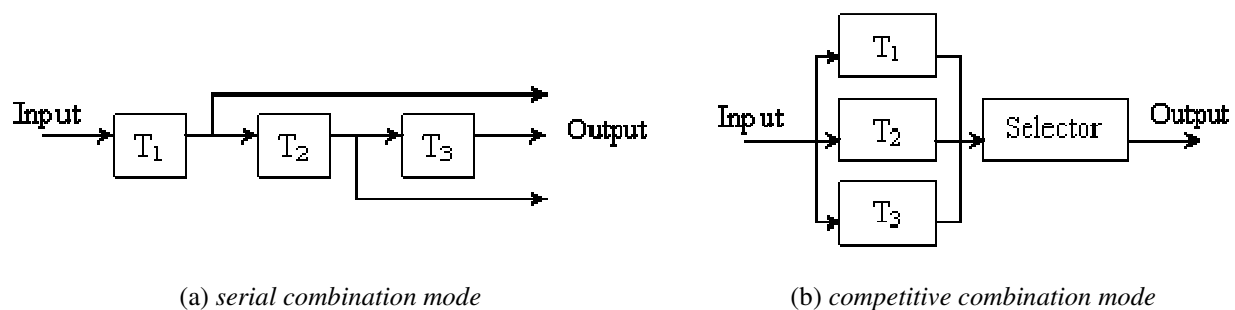 Input
T1
T2
T3
Output
(a) serial combination mode
Input
T1
T2
T3
Selector
Output
(b) competitive combination mode